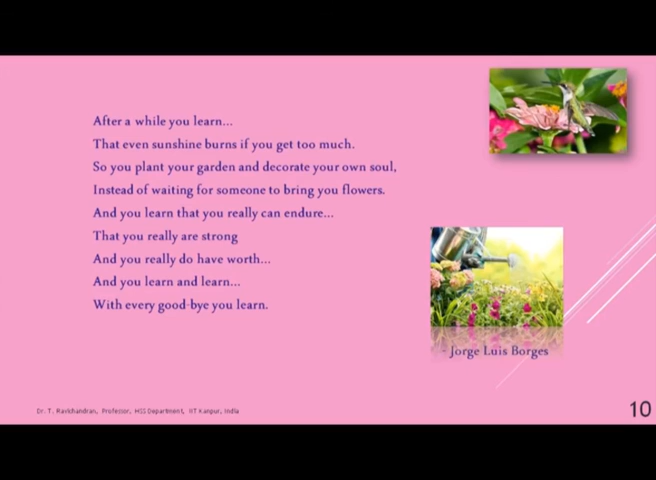 After a while you learn...
That even sunshine burns if you get too much.
So you plant your garden and decorate your own soul,
Instead of waiting for someone to bring you flowers.
And you learn that you really can endure...
That you really are strong
And you really do have worth...
And you learn and learn...
With every good-bye you learn.
- Jorge Luis Borges
Dr. T. Ravichandran, Professor, HSS Department, IIT Kanpur, India
10